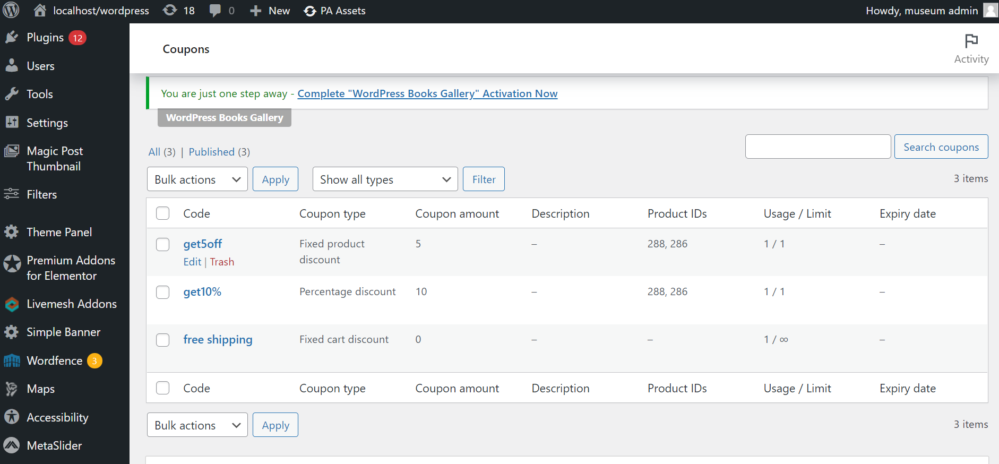 localhost/wordpress 18 0 New PA Assets Howdy, museum admin
Plugins 12
Users
Tools
Settings
Magic Post
Thumbnail
Filters
Theme Panel
Premium Addons
for Elementor
Livemesh Addons
Simple Banner
Wordfence 3
Maps
Accessibility
MetaSlider
Coupons
Activity
You are just one step away - Complete "WordPress Books Gallery" Activation Now
WordPress Books Gallery
All (3) | Published (3)
Search coupons
Bulk actions Apply Show all types Filter 3 items
Code Coupon type Coupon amount Description Product IDs Usage / Limit Expiry date
get5off Fixed product 5 – 288, 286 1 / 1 –
Edit | Trash discount
get10% Percentage discount 10 – 288, 286 1 / 1 –
free shipping Fixed cart discount 0 – – 1 / ∞ –
Code Coupon type Coupon amount Description Product IDs Usage / Limit Expiry date
Bulk actions Apply 3 items